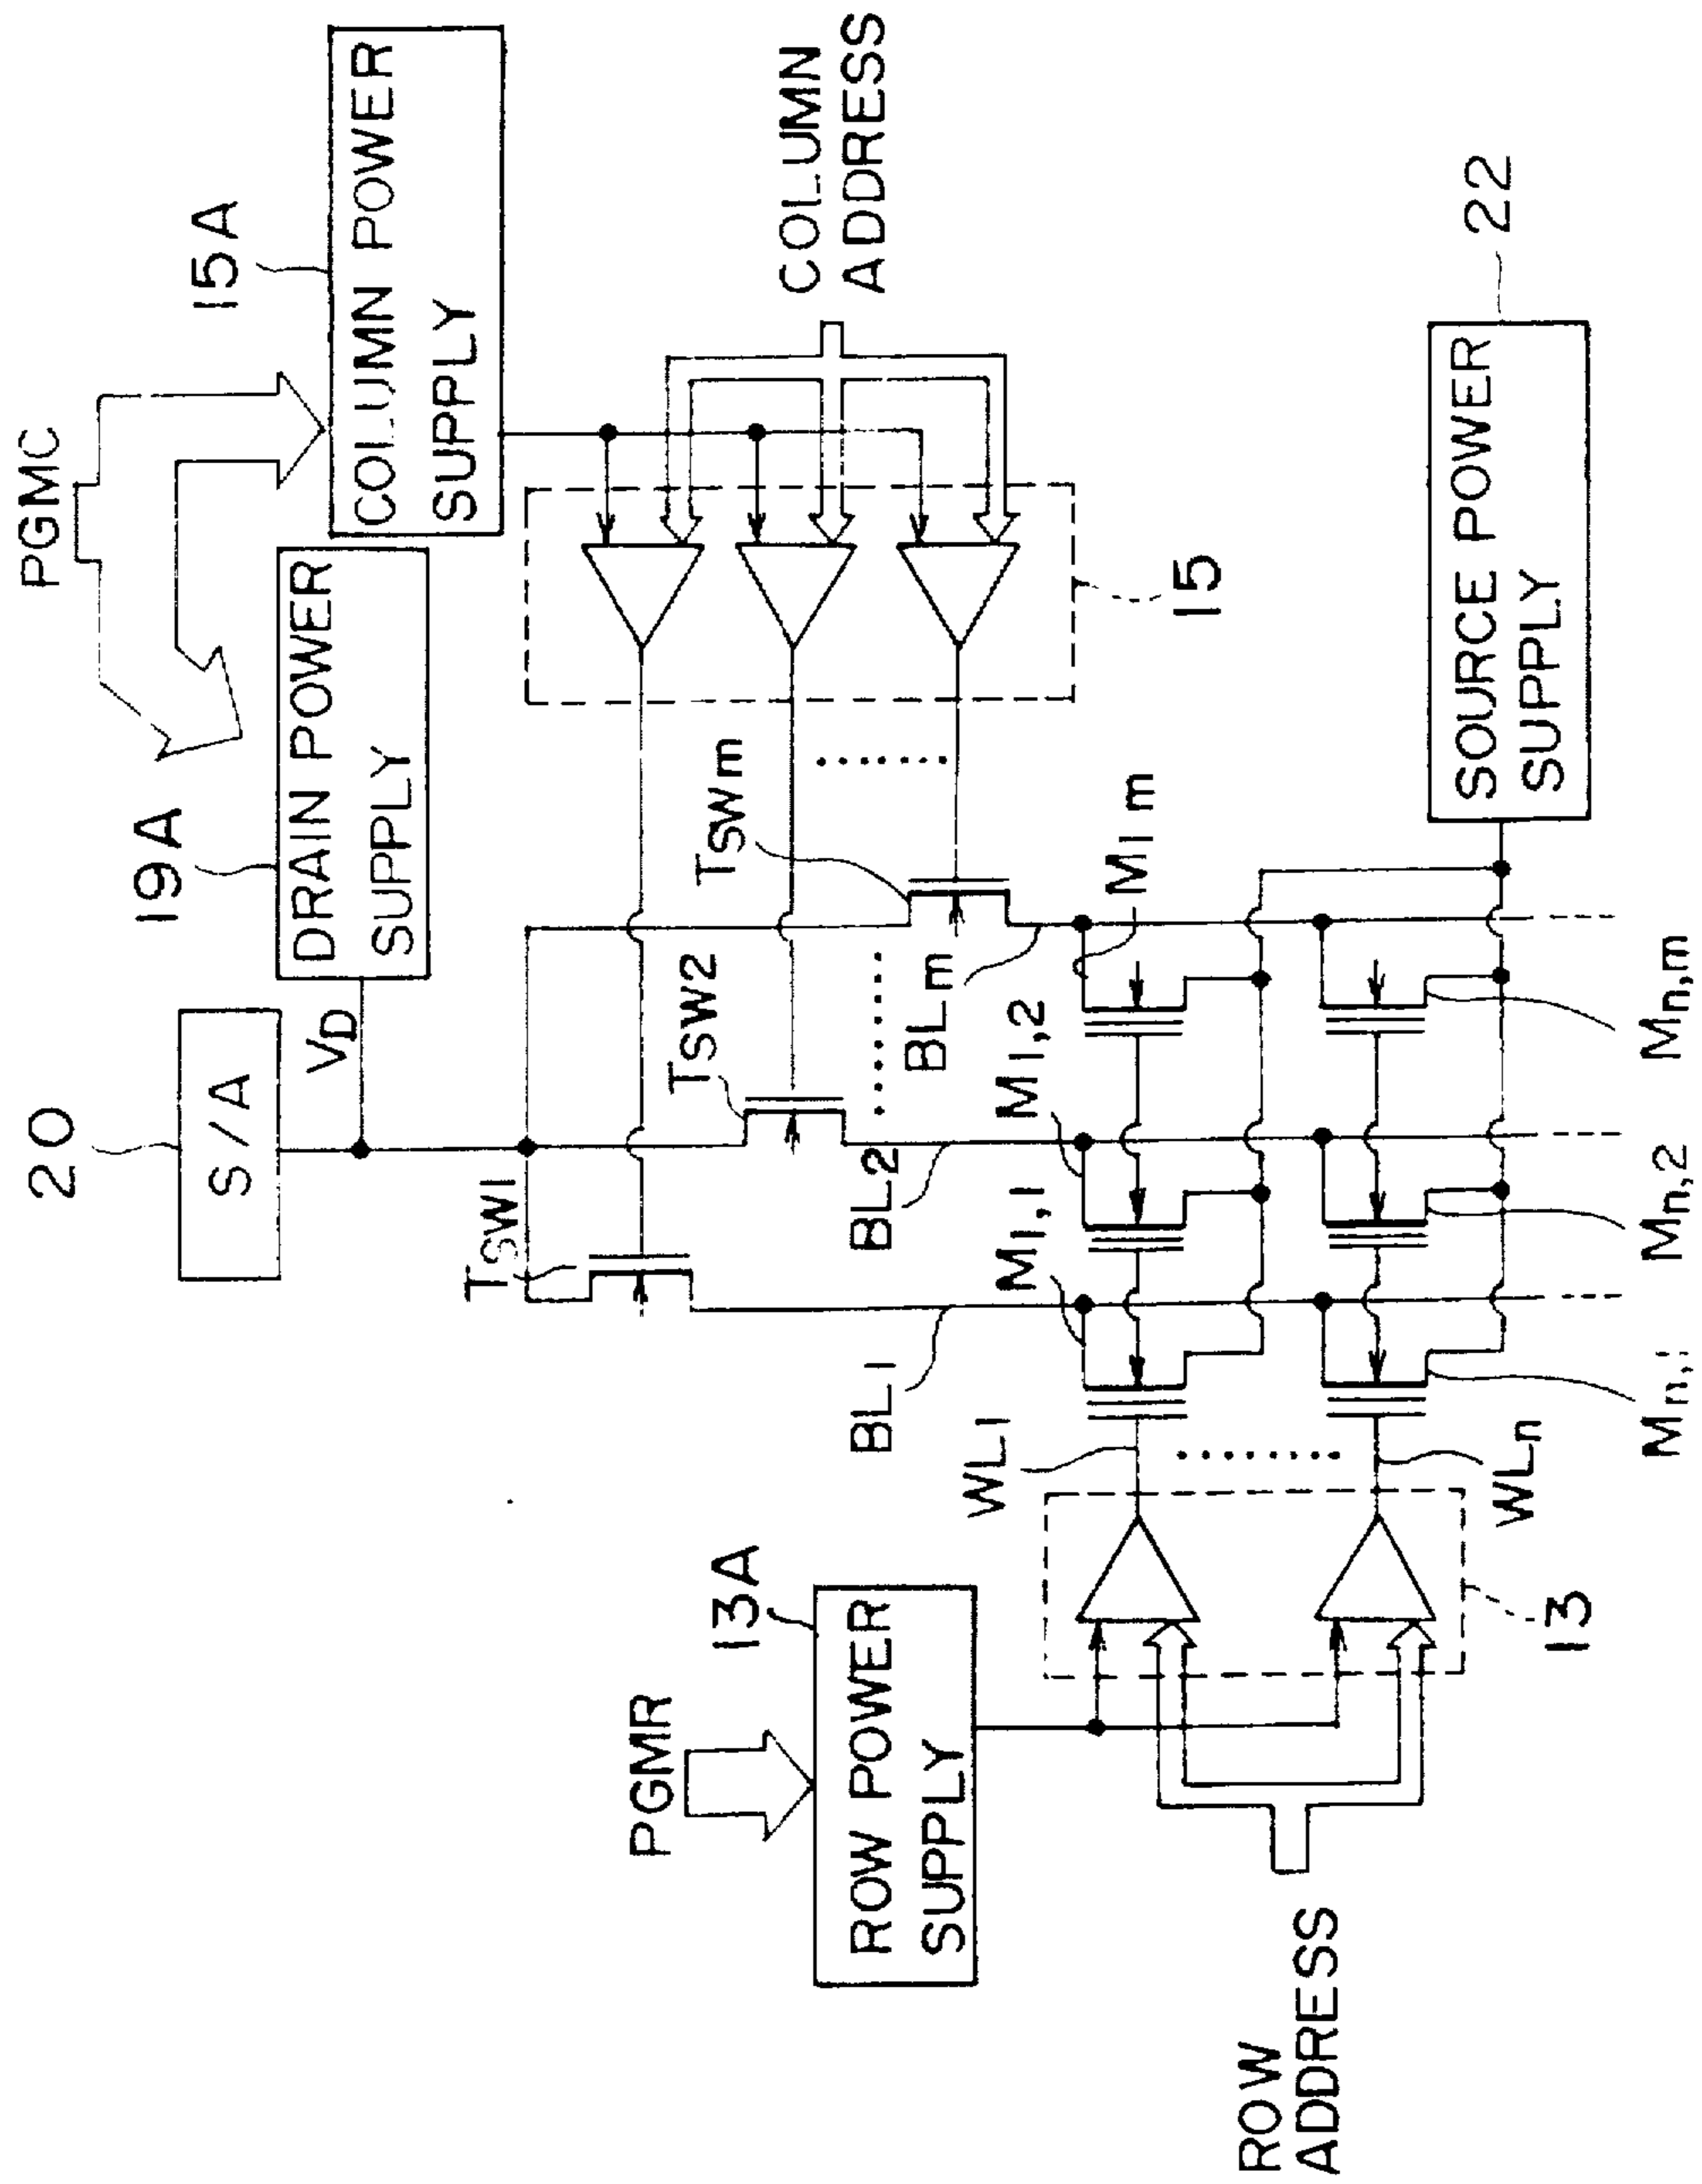 PGMC
15A
COLUMN POWER
SUPPLY
19A
DRAIN POWER
SUPPLY
20
S/A
VD
COLUMN
ADDRESS
15
TSW1
TSW2
TSWm
BL1
BL2
BLm
M1,1
M1,2
M1m
22
SOURCE POWER
SUPPLY
PGMR
13A
ROW POWER
SUPPLY
WL1
WLn
13
ROW
ADDRESS
Mn,1
Mn,2
Mn,m